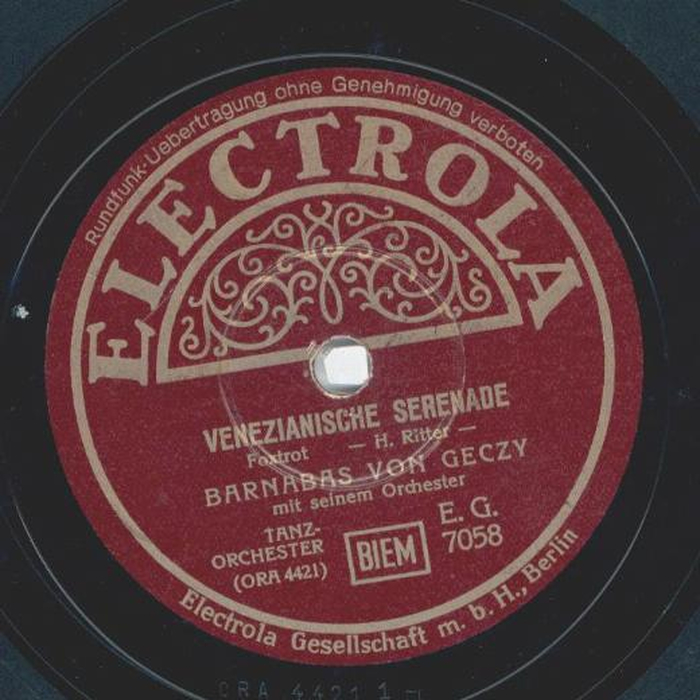 Rundfunk-Uebertragung ohne Genehmigung verboten
ELECTROLA
VENEZIANISCHE SERENADE
Foxtrot — H. Ritter —
BARNABAS VON GECZY
mit seinem Orchester
TANZ-
ORCHESTER
(ORA 4421)
BIEM
E. G.
7058
Electrola Gesellschaft m. b. H., Berlin
ORA 4421 1